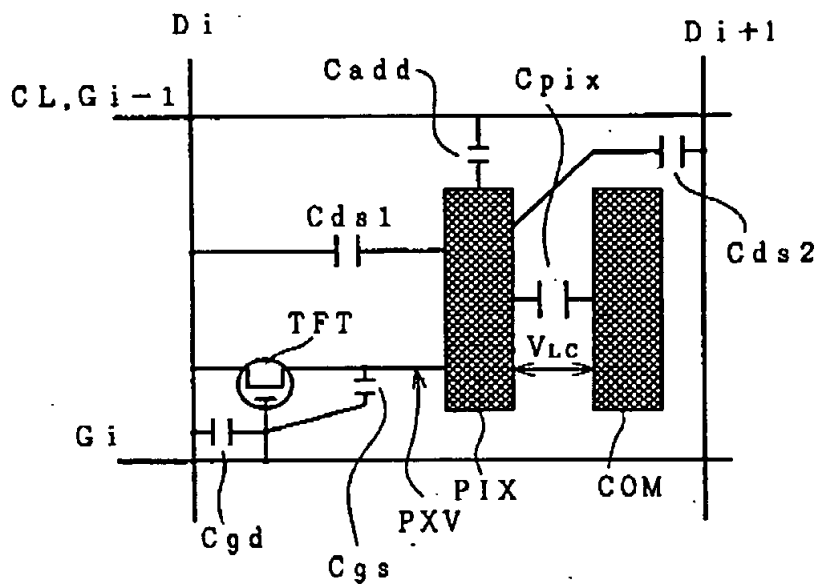 Di
Di+1
Cadd
Cpix
CL,Gi-1
Cds1
Cds2
TFT
VLC
Gi
PIX
COM
PXV
Cgd
Cgs